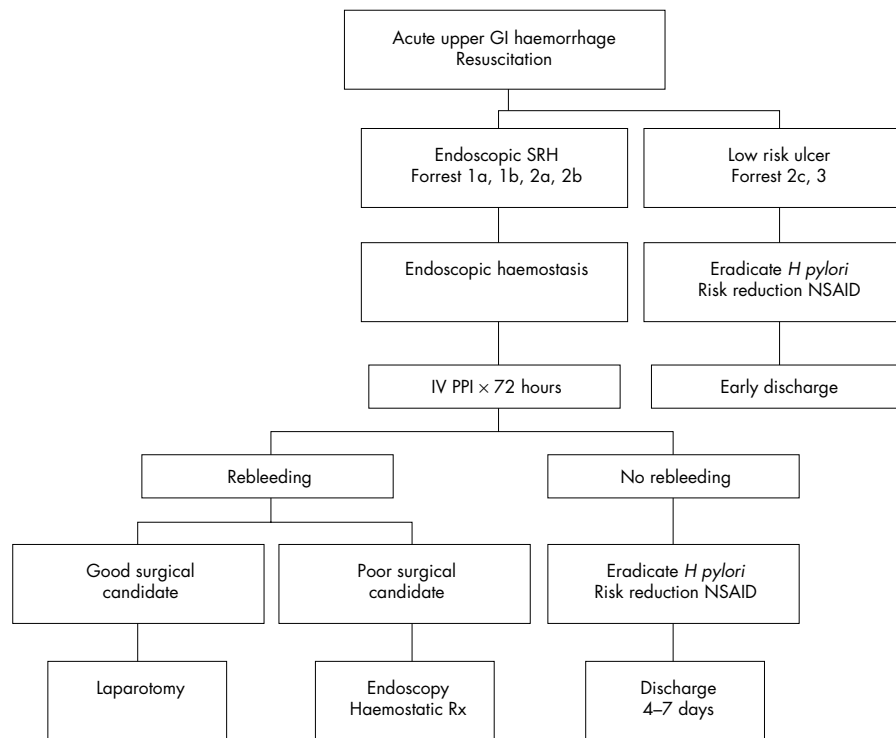 Acute upper GI haemorrhage
Resuscitation
Endoscopic SRH
Forrest 1a, 1b, 2a, 2b
Low risk ulcer
Forrest 2c, 3
Endoscopic haemostasis
Eradicate H pylori
Risk reduction NSAID
IV PPI × 72 hours
Early discharge
Rebleeding
No rebleeding
Good surgical
candidate
Poor surgical
candidate
Eradicate H pylori
Risk reduction NSAID
Laparotomy
Endoscopy
Haemostatic Rx
Discharge
4–7 days